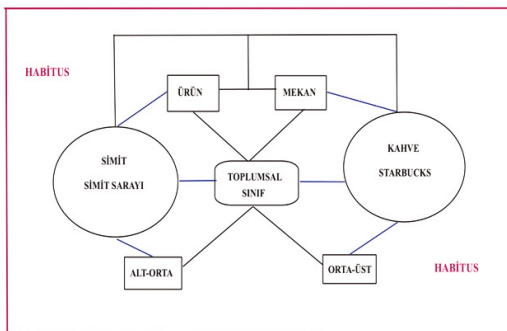 HABİTUS
ÜRÜN
MEKAN
SİMİT
SİMİT SARAYI
TOPLUMSAL
SINIF
KAHVE
STARBUCKS
ALT-ORTA
ORTA-ÜST
HABİTUS